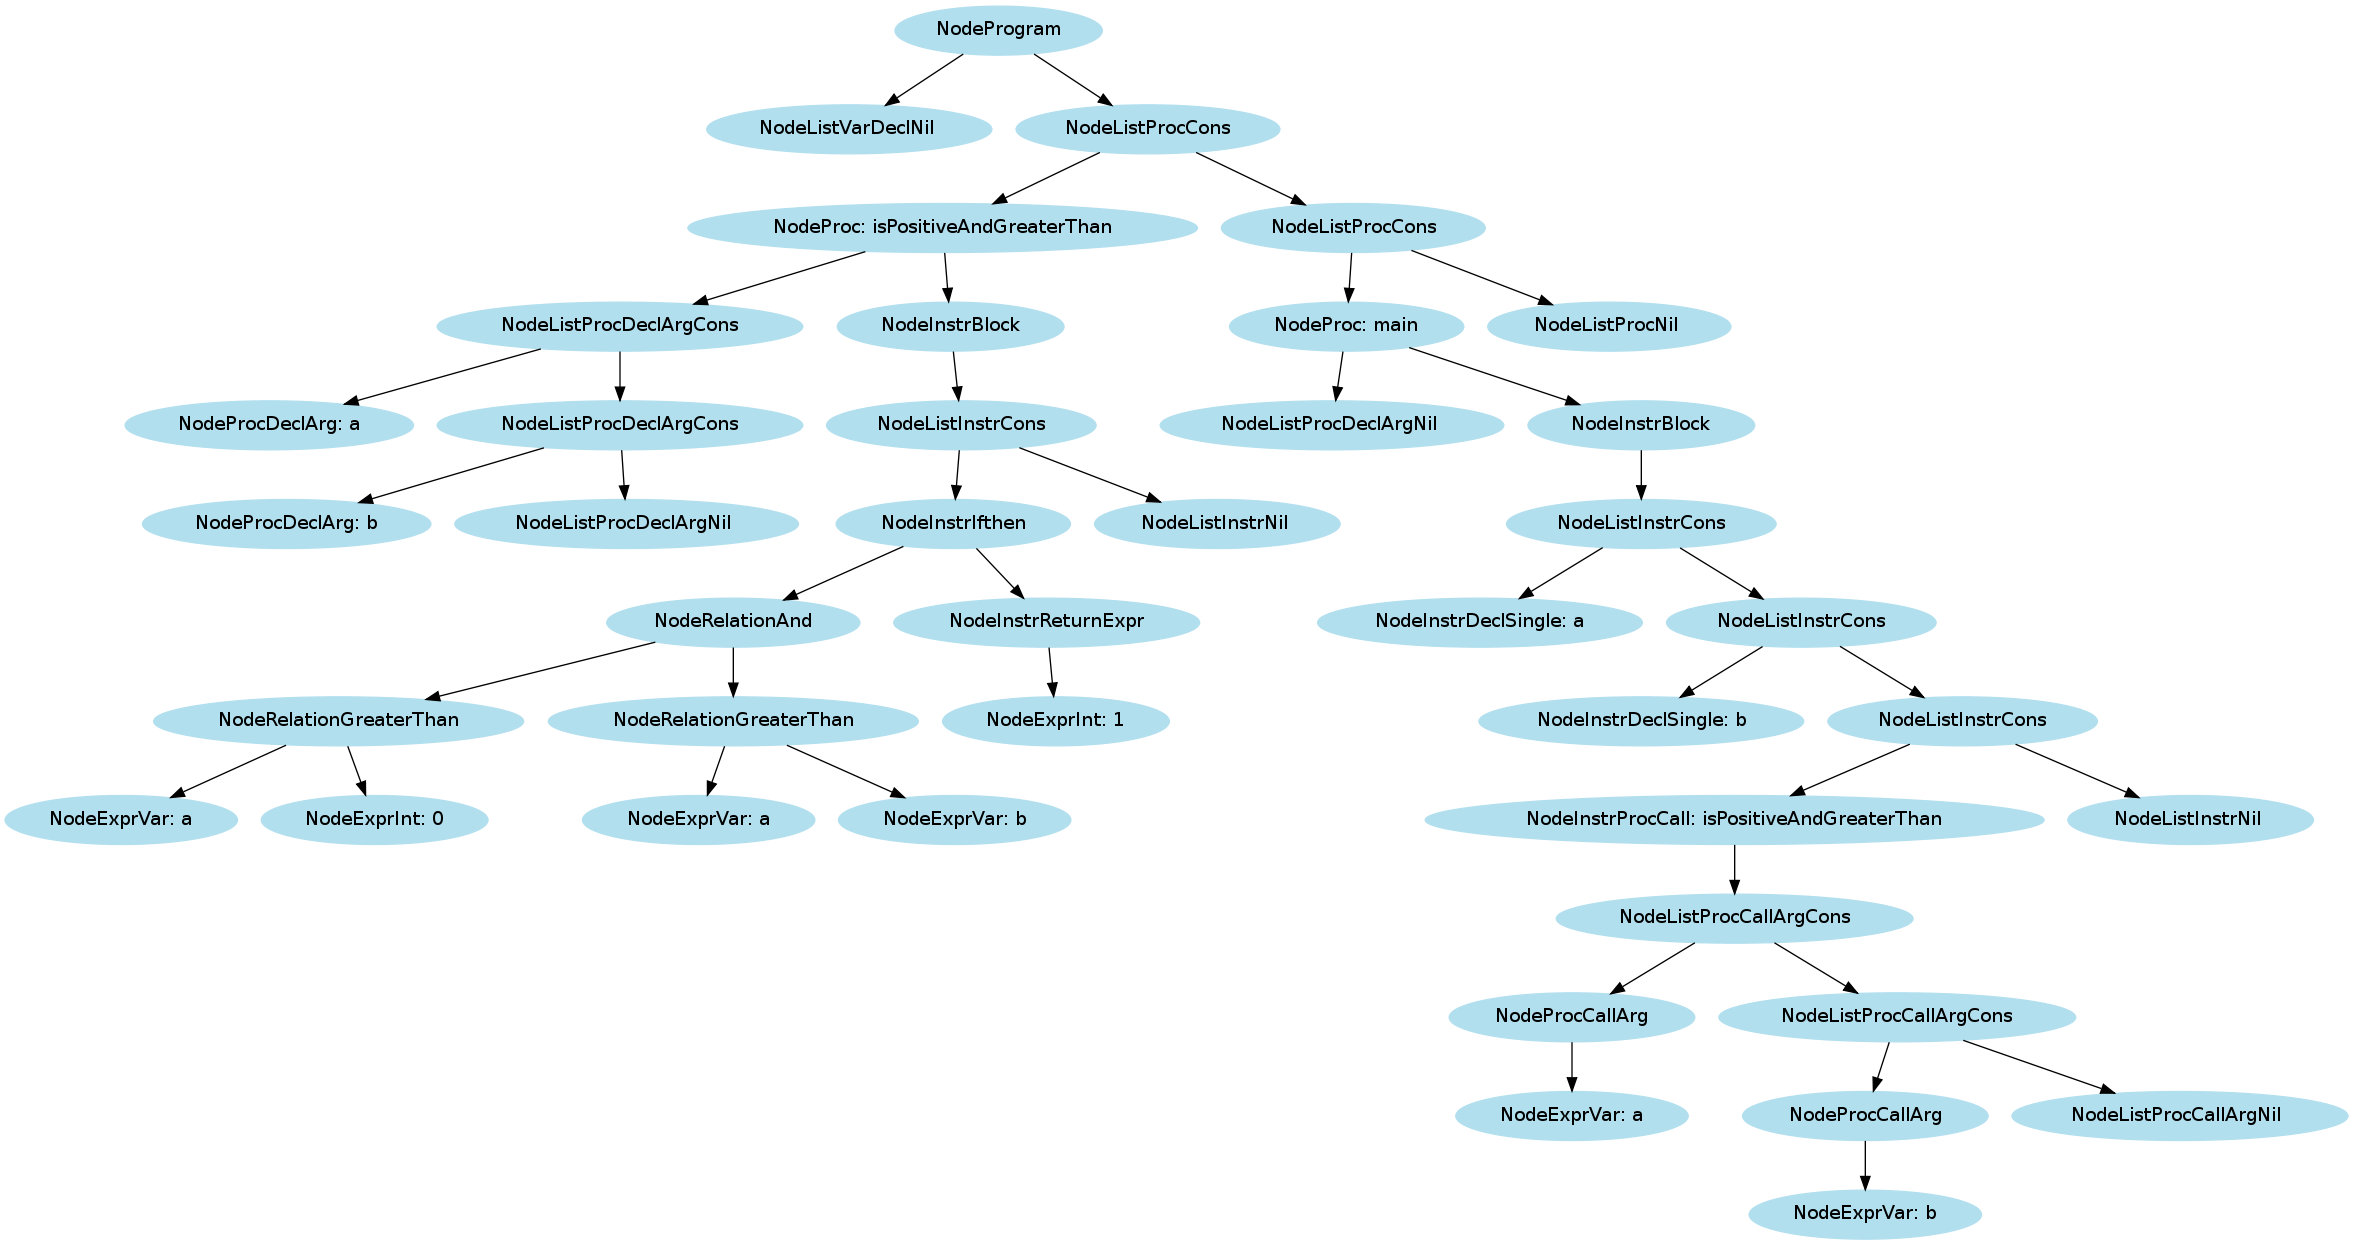 NodeProgram
NodeListVarDeclNil
NodeListProcCons
NodeProc: isPositiveAndGreaterThan
NodeListProcCons
NodeListProcDeclArgCons
NodeInstrBlock
NodeProc: main
NodeListProcNil
NodeProcDeclArg: a
NodeListProcDeclArgCons
NodeListInstrCons
NodeListProcDeclArgNil
NodeInstrBlock
NodeProcDeclArg: b
NodeListProcDeclArgNil
NodeInstrIfthen
NodeListInstrNil
NodeListInstrCons
NodeRelationAnd
NodeInstrReturnExpr
NodeInstrDeclSingle: a
NodeListInstrCons
NodeRelationGreaterThan
NodeRelationGreaterThan
NodeExprInt: 1
NodeInstrDeclSingle: b
NodeListInstrCons
NodeExprVar: a
NodeExprInt: 0
NodeExprVar: a
NodeExprVar: b
NodeInstrProcCall: isPositiveAndGreaterThan
NodeListInstrNil
NodeListProcCallArgCons
NodeProcCallArg
NodeListProcCallArgCons
NodeExprVar: a
NodeProcCallArg
NodeListProcCallArgNil
NodeExprVar: b